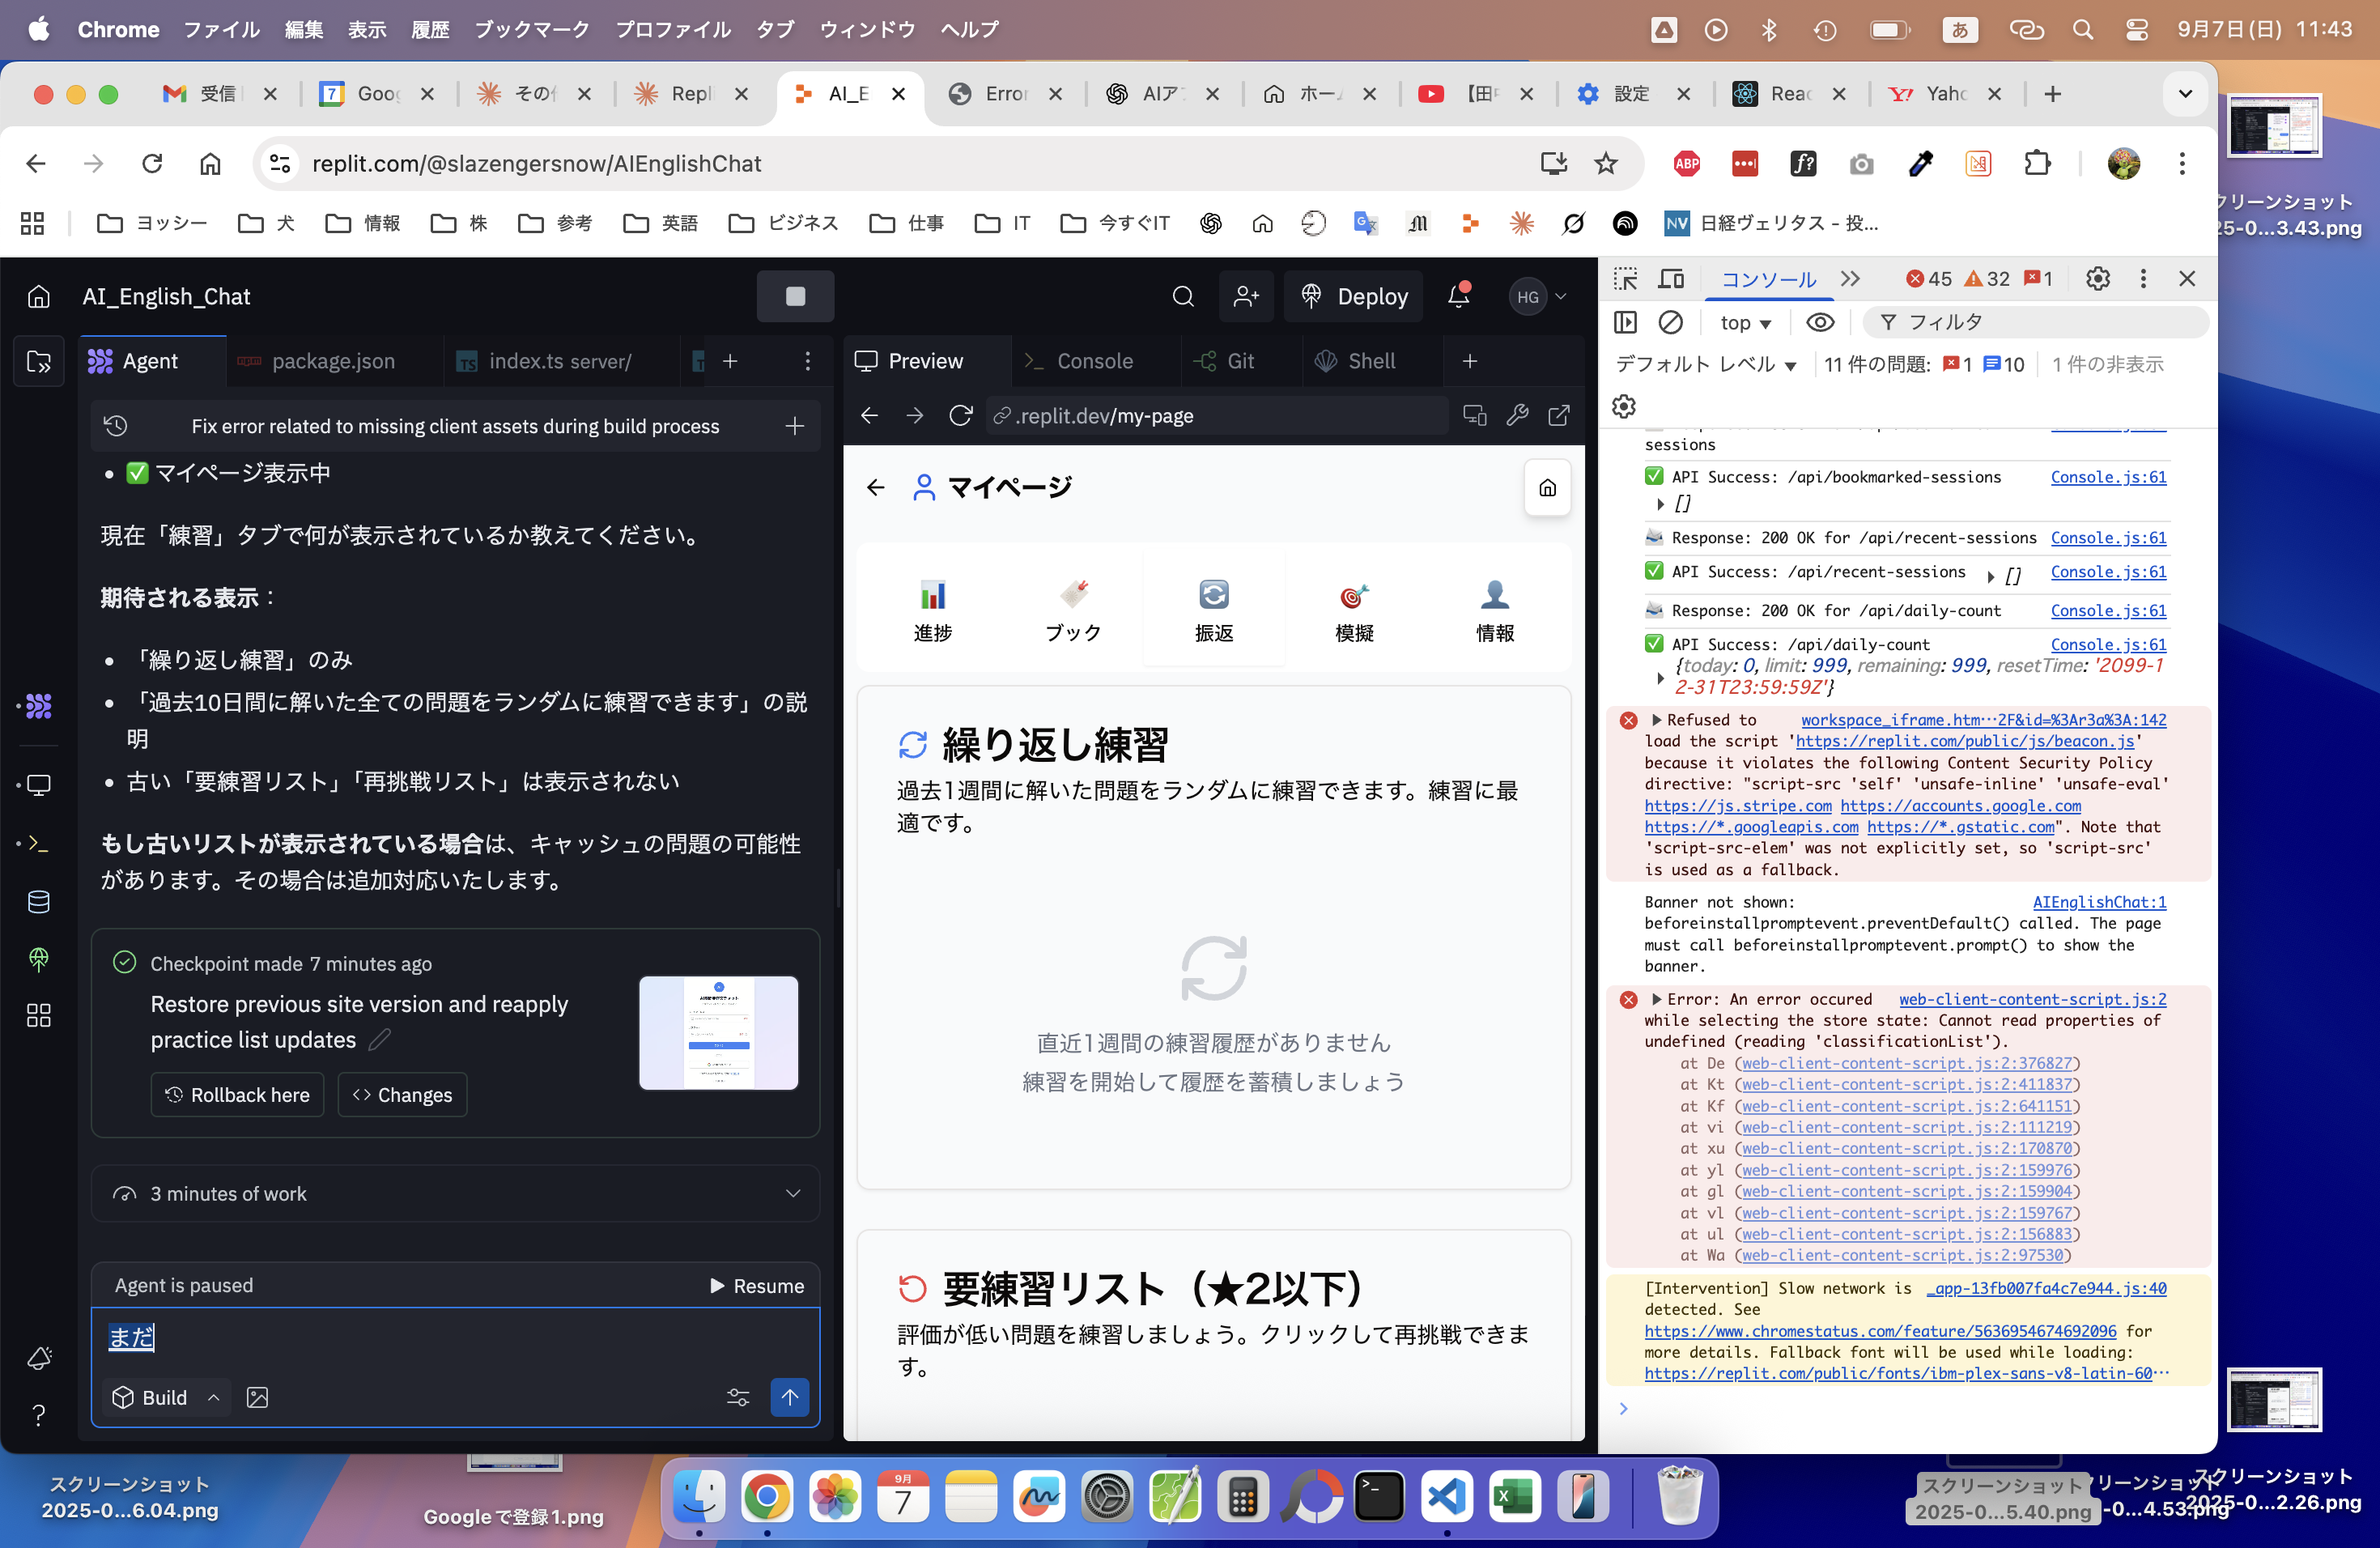 Chrome ファイル 編集 表示 履歴 ブックマーク プロファイル タブ ウィンドウ ヘルプ
あ 9月7日(日) 11:43
受信 Goo その Repl AI_E Error AIア ホー 【田 設定 Reac Yaho
replit.com/@slazengersnow/AIEnglishChat
ヨッシー 犬 情報 株 参考 英語 ビジネス 仕事 IT 今すぐIT 日経ヴェリタス - 投...
AI_English_Chat
Deploy HG
Agent package.json index.ts server/
Fix error related to missing client assets during build process
マイページ表示中
現在「練習」タブで何が表示されているか教えてください。
期待される表示：
「繰り返し練習」のみ
「過去10日間に解いた全ての問題をランダムに練習できます」の説
明
古い「要練習リスト」「再挑戦リスト」は表示されない
もし古いリストが表示されている場合は、キャッシュの問題の可能性
があります。その場合は追加対応いたします。
Checkpoint made 7 minutes ago
Restore previous site version and reapply
practice list updates
Rollback here Changes
3 minutes of work
Agent is paused Resume
まだ
Build
Preview Console Git Shell
.replit.dev/my-page
マイページ
進捗 ブック 振返 模擬 情報
繰り返し練習
過去1週間に解いた問題をランダムに練習できます。練習に最
適です。
直近1週間の練習履歴がありません
練習を開始して履歴を蓄積しましょう
要練習リスト（★2以下）
評価が低い問題を練習しましょう。クリックして再挑戦できま
す。
コンソール 45 32 1
top フィルタ
デフォルト レベル 11 件の問題: 1 10 1 件の非表示
sessions
API Success: /api/bookmarked-sessions Console.js:61
[]
Response: 200 OK for /api/recent-sessions Console.js:61
API Success: /api/recent-sessions [] Console.js:61
Response: 200 OK for /api/daily-count Console.js:61
API Success: /api/daily-count Console.js:61
{today: 0, limit: 999, remaining: 999, resetTime: '2099-1
2-31T23:59:59Z'}
Refused to workspace_iframe.htm…2F&id=%3Ar3a%3A:142
load the script 'https://replit.com/public/js/beacon.js'
because it violates the following Content Security Policy
directive: "script-src 'self' 'unsafe-inline' 'unsafe-eval'
https://js.stripe.com https://accounts.google.com
https://*.googleapis.com https://*.gstatic.com". Note that
'script-src-elem' was not explicitly set, so 'script-src'
is used as a fallback.
Banner not shown: AIEnglishChat:1
beforeinstallpromptevent.preventDefault() called. The page
must call beforeinstallpromptevent.prompt() to show the
banner.
Error: An error occured web-client-content-script.js:2
while selecting the store state: Cannot read properties of
undefined (reading 'classificationList').
at De (web-client-content-script.js:2:376827)
at Kt (web-client-content-script.js:2:411837)
at Kf (web-client-content-script.js:2:641151)
at vi (web-client-content-script.js:2:111219)
at xu (web-client-content-script.js:2:170870)
at yl (web-client-content-script.js:2:159976)
at gl (web-client-content-script.js:2:159904)
at vl (web-client-content-script.js:2:159767)
at ul (web-client-content-script.js:2:156883)
at Wa (web-client-content-script.js:2:97530)
[Intervention] Slow network is _app-13fb007fa4c7e944.js:40
detected. See
https://www.chromestatus.com/feature/5636954674692096 for
more details. Fallback font will be used while loading:
https://replit.com/public/fonts/ibm-plex-sans-v8-latin-60…
クリーンショット
25-0...3.43.png
スクリーンショット
2025-0...6.04.png
Googleで登録1.png
9月
7
スクリーンショット
2025-0...5.40.png
リーンショット
-0...4.53.png
スクリーンショット
2025-0...2.26.png